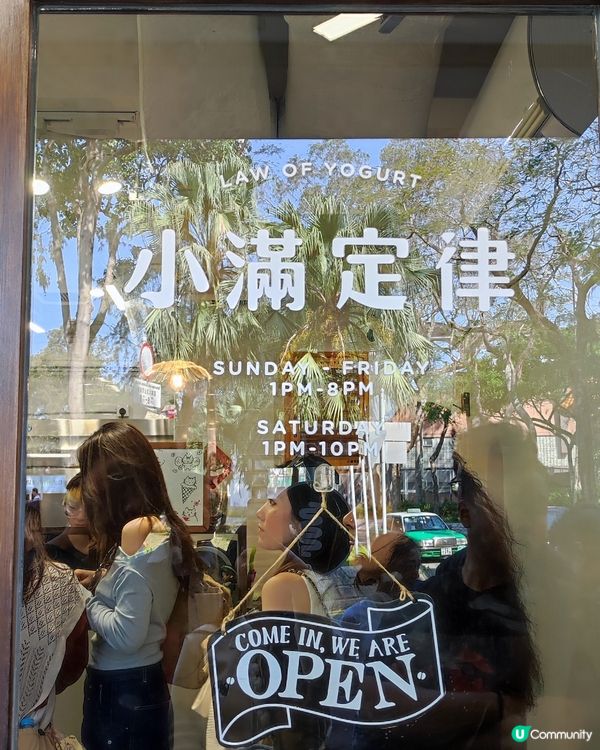 LAW OF YOGURT
小滿定律
SUNDAY - FRIDAY
1PM-8PM
SATURDAY
1PM-10PM
COME IN, WE ARE
·OPEN·
U Community